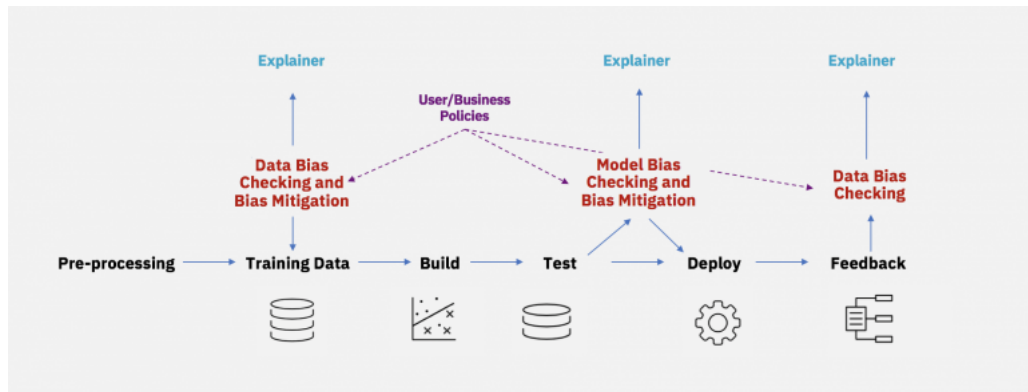 Explainer
Explainer
Explainer
User/Business
Policies
Data Bias
Checking and
Bias Mitigation
Model Bias
Checking and
Bias Mitigation
Data Bias
Checking
Pre-processing
Training Data
Build
Test
Deploy
Feedback